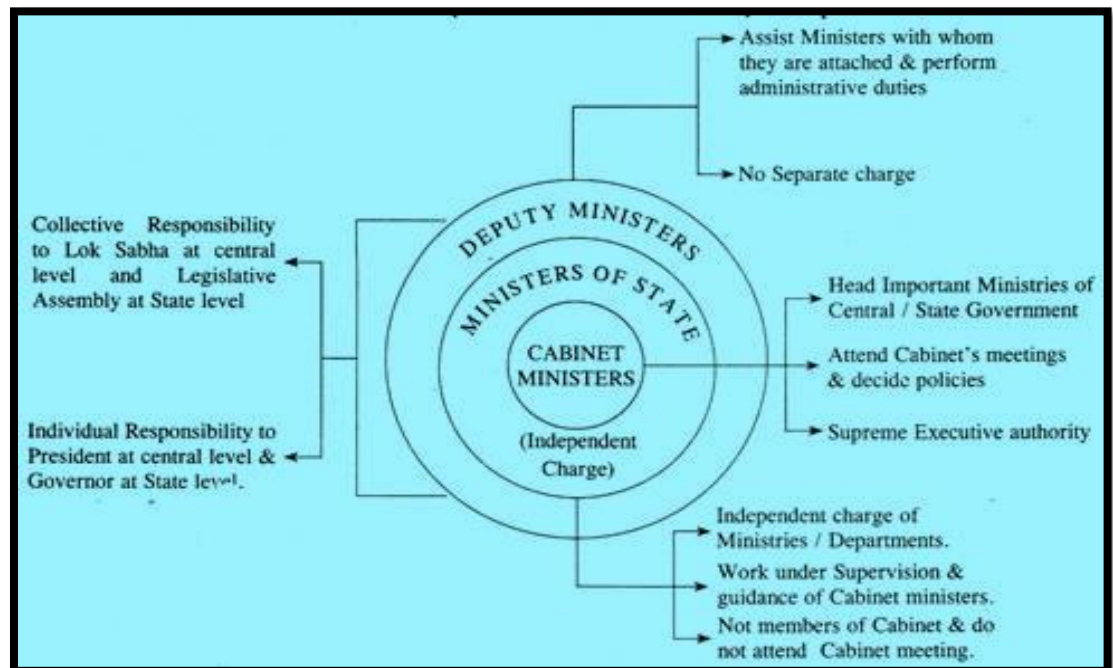 Assist Ministers with whom
they are attached & perform
administrative duties
No Separate charge
Collective Responsibility
to Lok Sabha at central
level and Legislative
Assembly at State level
Individual Responsibility to
President at central level &
Governor at State level.
DEPUTY MINISTERS
MINISTERS OF STATE
CABINET
MINISTERS
(Independent
Charge)
Head Important Ministries of
Central / State Government
Attend Cabinet's meetings
& decide policies
Supreme Executive authority
Independent charge of
Ministries / Departments.
Work under Supervision &
guidance of Cabinet ministers.
Not members of Cabinet & do
not attend Cabinet meeting.